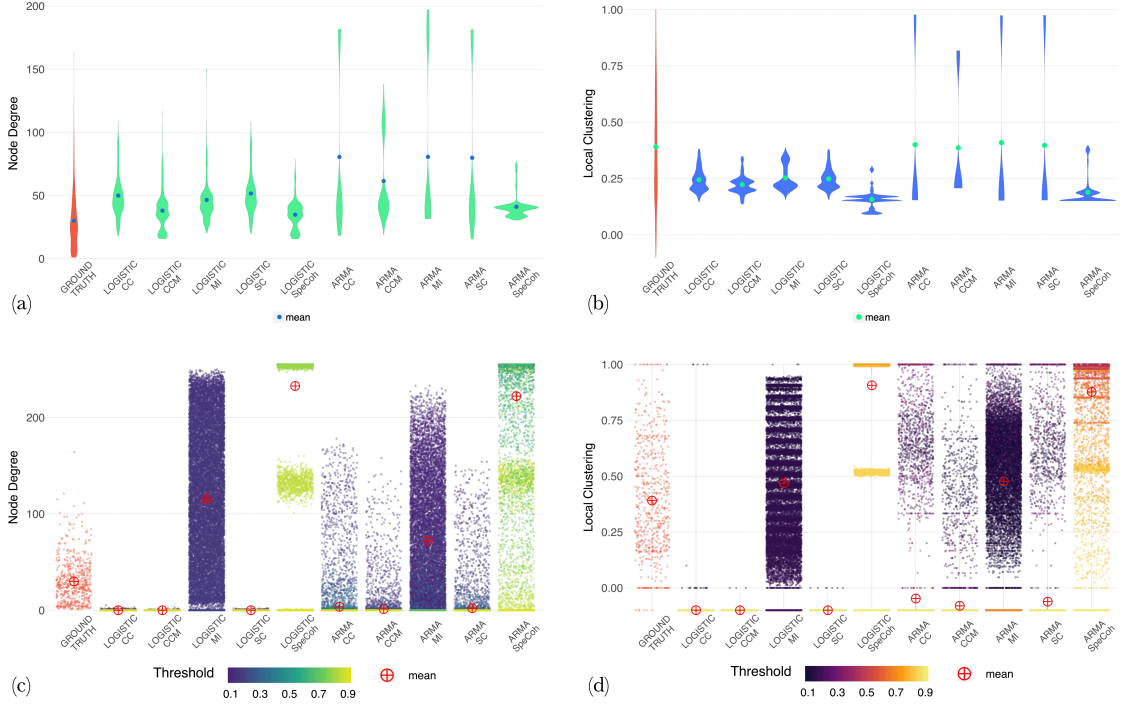 200
150
100
50
0
Node Degree
GROUND
TRUTH
LOGISTIC
CC
LOGISTIC
CCM
LOGISTIC
MI
LOGISTIC
SC
LOGISTIC
SpeCoh
ARMA
CC
ARMA
CCM
ARMA
MI
ARMA
SC
ARMA
SpeCoh
(a)
mean
1.00
0.75
0.50
0.25
0.00
Local Clustering
GROUND
TRUTH
LOGISTIC
CC
LOGISTIC
CCM
LOGISTIC
MI
LOGISTIC
SC
LOGISTIC
SpeCoh
ARMA
CC
ARMA
CCM
ARMA
MI
ARMA
SC
ARMA
SpeCoh
(b)
mean
200
100
0
Node Degree
GROUND
TRUTH
LOGISTIC
CC
LOGISTIC
CCM
LOGISTIC
MI
LOGISTIC
SC
LOGISTIC
SpeCoh
ARMA
CC
ARMA
CCM
ARMA
MI
ARMA
SC
ARMA
SpeCoh
(c)
Threshold
0.1 0.3 0.5 0.7 0.9
mean
1.00
0.75
0.50
0.25
0.00
Local Clustering
GROUND
TRUTH
LOGISTIC
CC
LOGISTIC
CCM
LOGISTIC
MI
LOGISTIC
SC
LOGISTIC
SpeCoh
ARMA
CC
ARMA
CCM
ARMA
MI
ARMA
SC
ARMA
SpeCoh
(d)
Threshold
0.1 0.3 0.5 0.7 0.9
mean